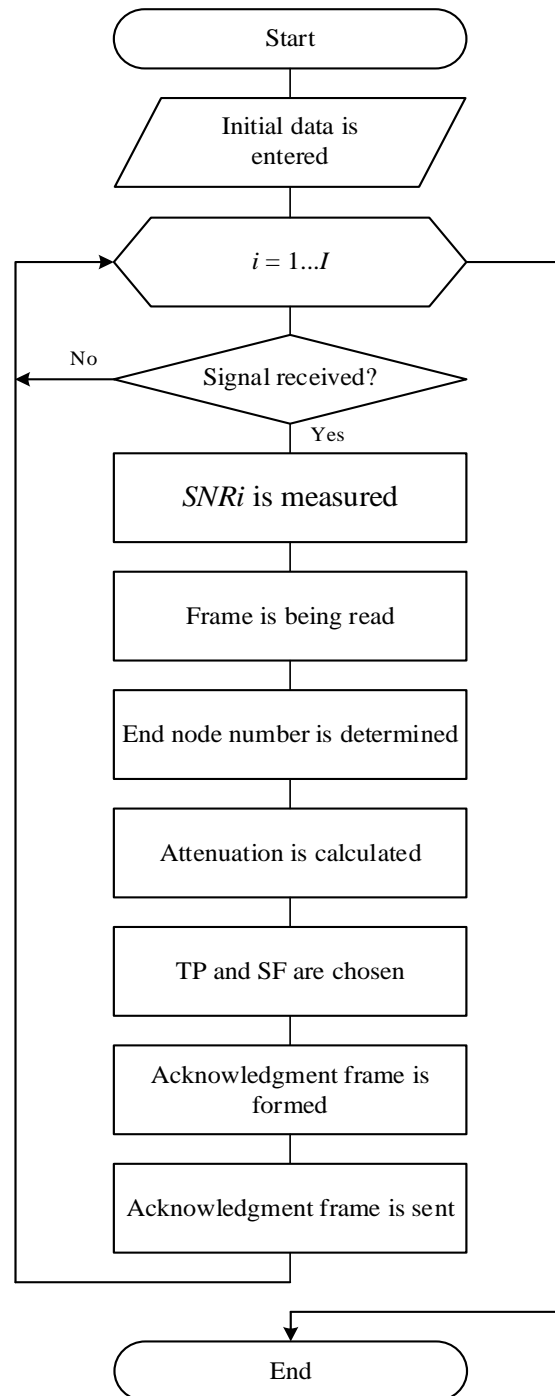 Start
Initial data is
entered
i = 1...I
No
Signal received?
Yes
SNRi is measured
Frame is being read
End node number is determined
Attenuation is calculated
TP and SF are chosen
Acknowledgment frame is
formed
Acknowledgment frame is sent
End